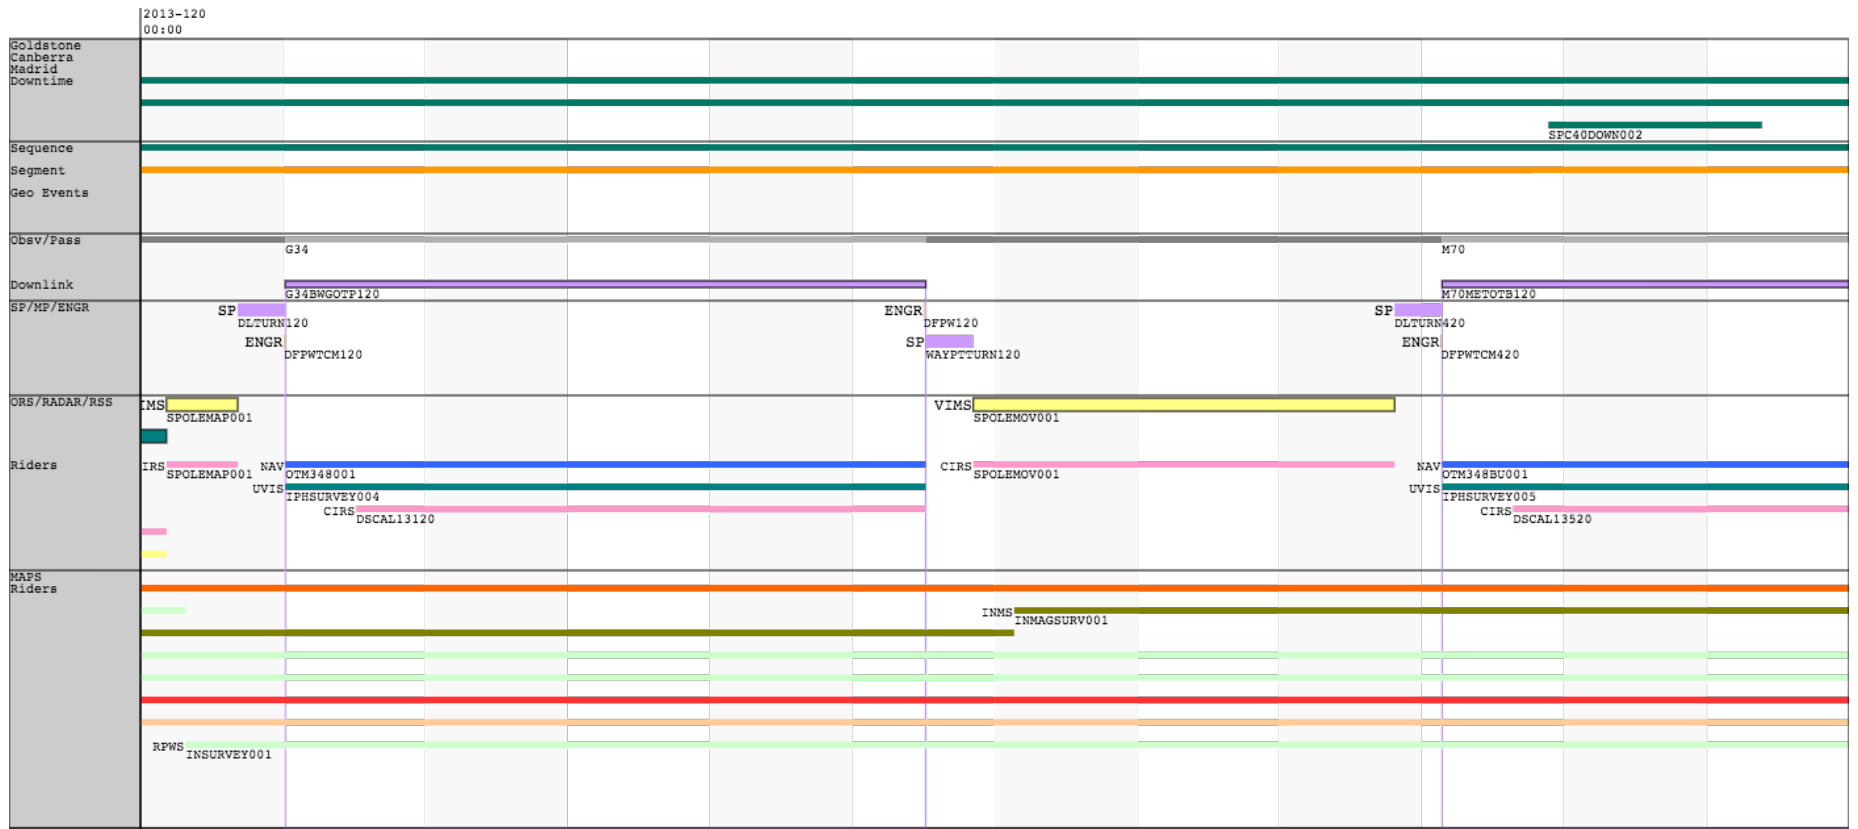 2013-120
00:00
Goldstone
Canberra
Madrid
Downtime
SPC40DOWN002
Sequence
Segment
Geo Events
Obsv/Pass
G34
M70
Downlink
G34BWGOTP120
M70METOTB120
SP/MP/ENGR
SP
ENGR
SP
DLTURN120
DFPW120
DLTURN420
ENGR
SP
ENGR
DFPWTCM120
WAYPTTURN120
DFPWTCM420
ORS/RADAR/RSS
IMS
VIMS
SPOLEMAP001
SPOLEMOV001
Riders
IRS
NAV
CIRS
NAV
SPOLEMAP001
OTM348001
SPOLEMOV001
OTM348BU001
UVIS
UVIS
IPHSURVEY004
IPHSURVEY005
CIRS
CIRS
DSCAL13120
DSCAL13520
MAPS
Riders
INMS
INMAGSURV001
RPWS
INSURVEY001